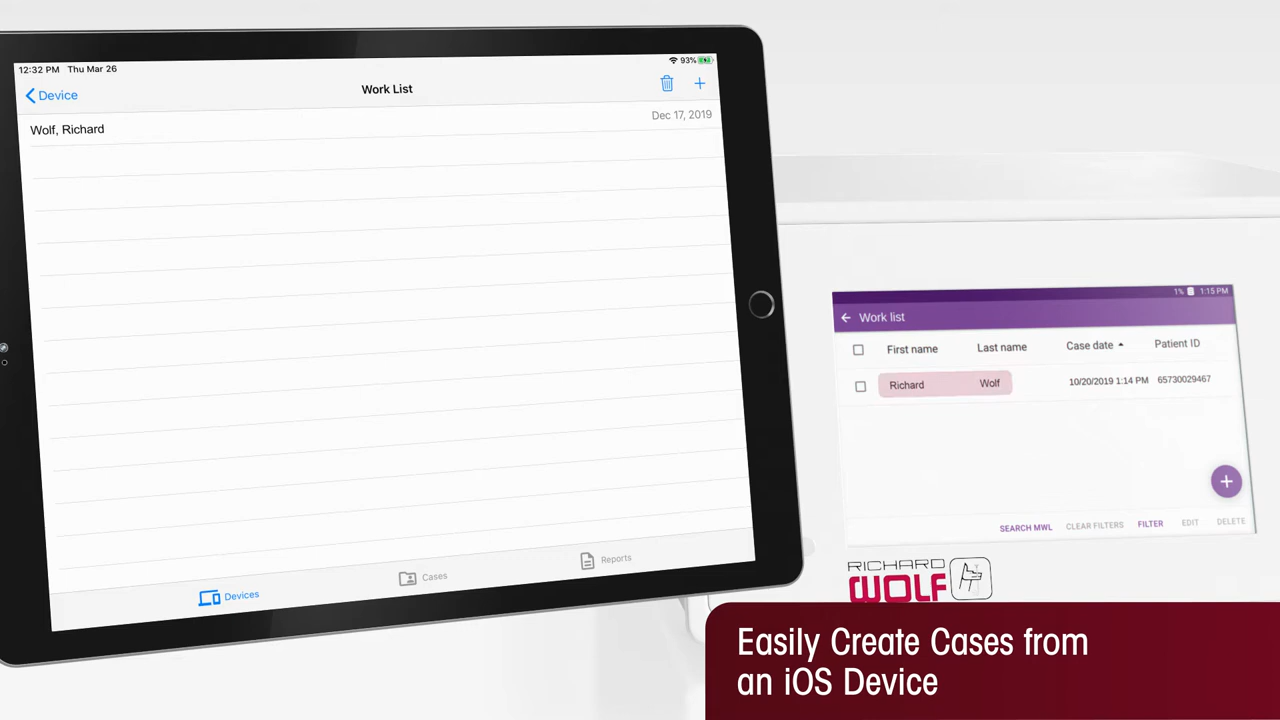 12:32 PM Thu Mar 26
93%
Device
Work List
Wolf, Richard
Dec 17, 2019
Devices
Cases
Reports
1% 1:15 PM
Work list
First name Last name Case date Patient ID
Richard Wolf 10/20/2019 1:14 PM 65730029467
+
SEARCH MWL CLEAR FILTERS FILTER EDIT DELETE
RICHARD
WOLF
Easily Create Cases from
an iOS Device